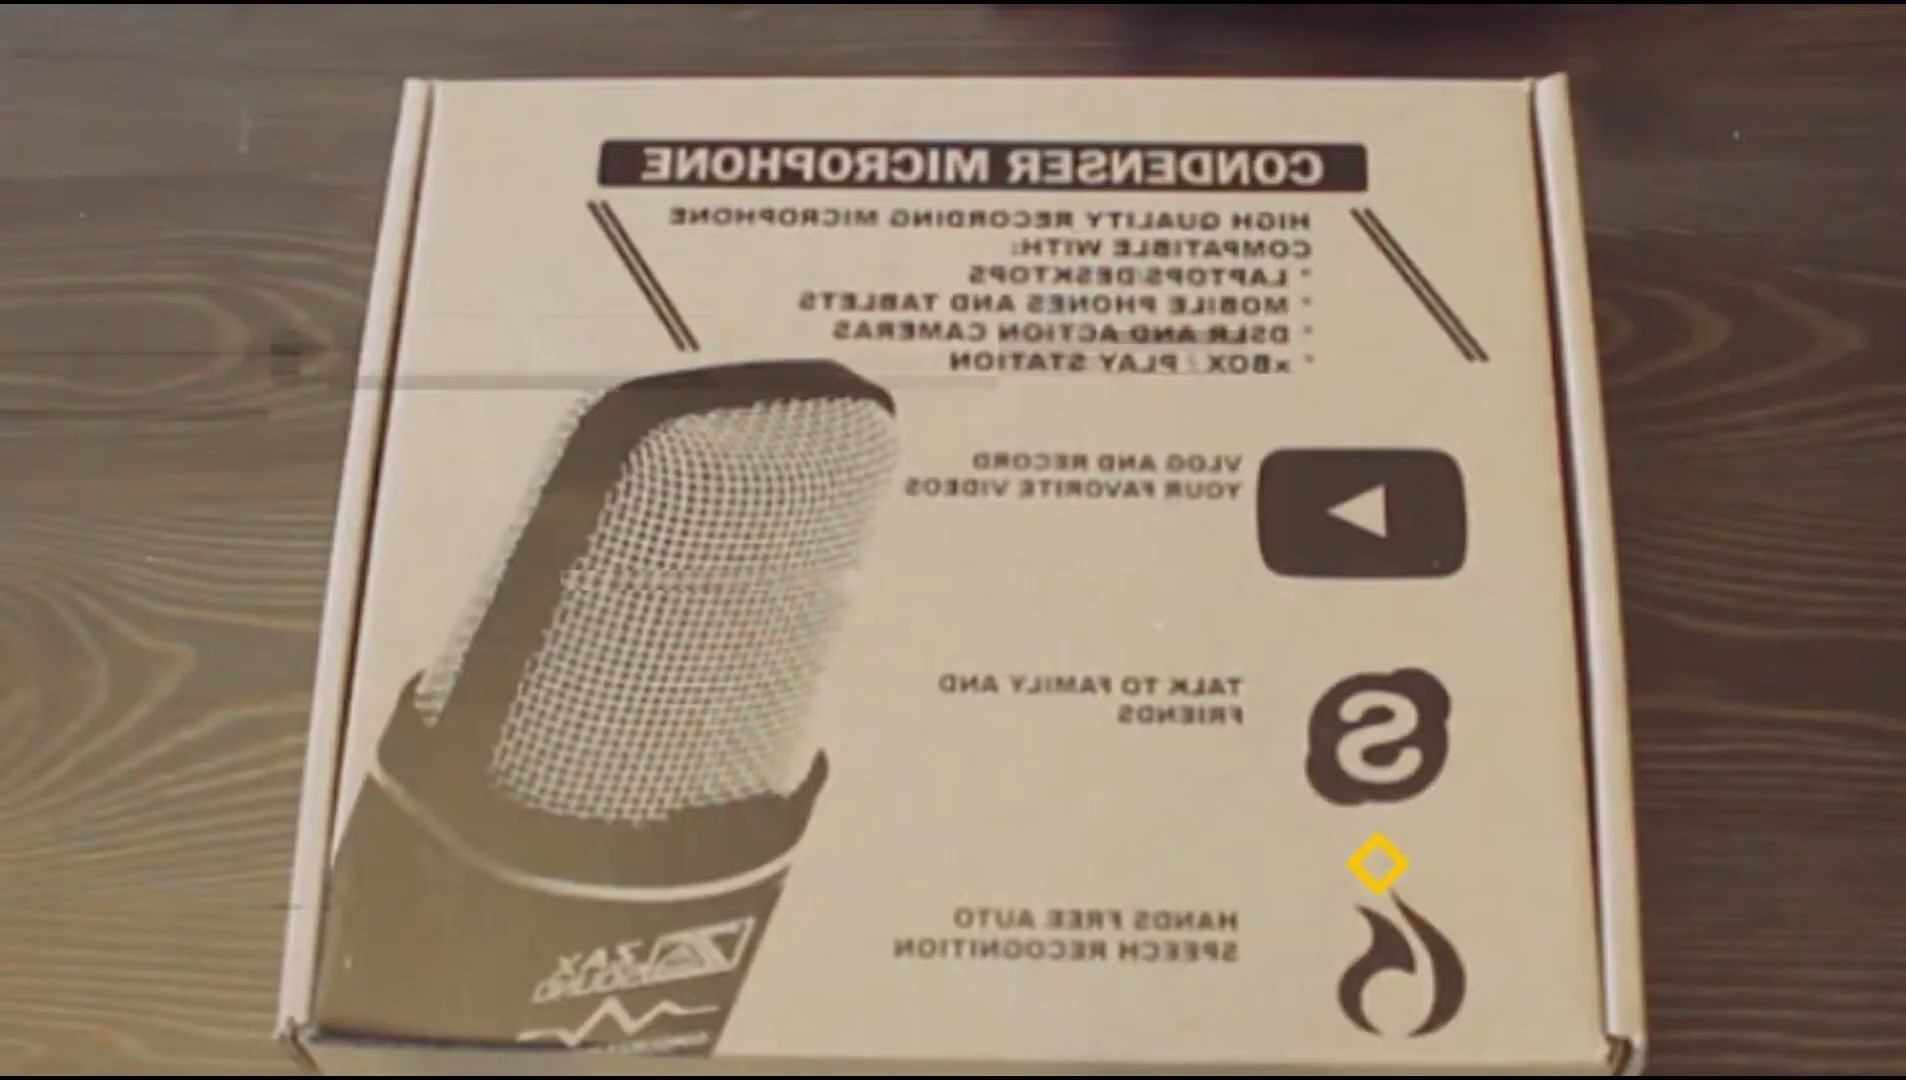 CONDENSER MICROPHONE
HIGH QUALITY RECORDING MICROPHONE
COMPATIBLE WITH:
* LAPTOPS/DESKTOPS
* MOBILE PHONES AND TABLETS
* DSLR AND ACTION CAMERAS
* xBOX / PLAY STATION
VLOG AND RECORD
YOUR FAVORITE VIDEOS
TALK TO FAMILY AND
FRIENDS
HANDS FREE AUTO
SPEECH RECOGNITION
ZAX